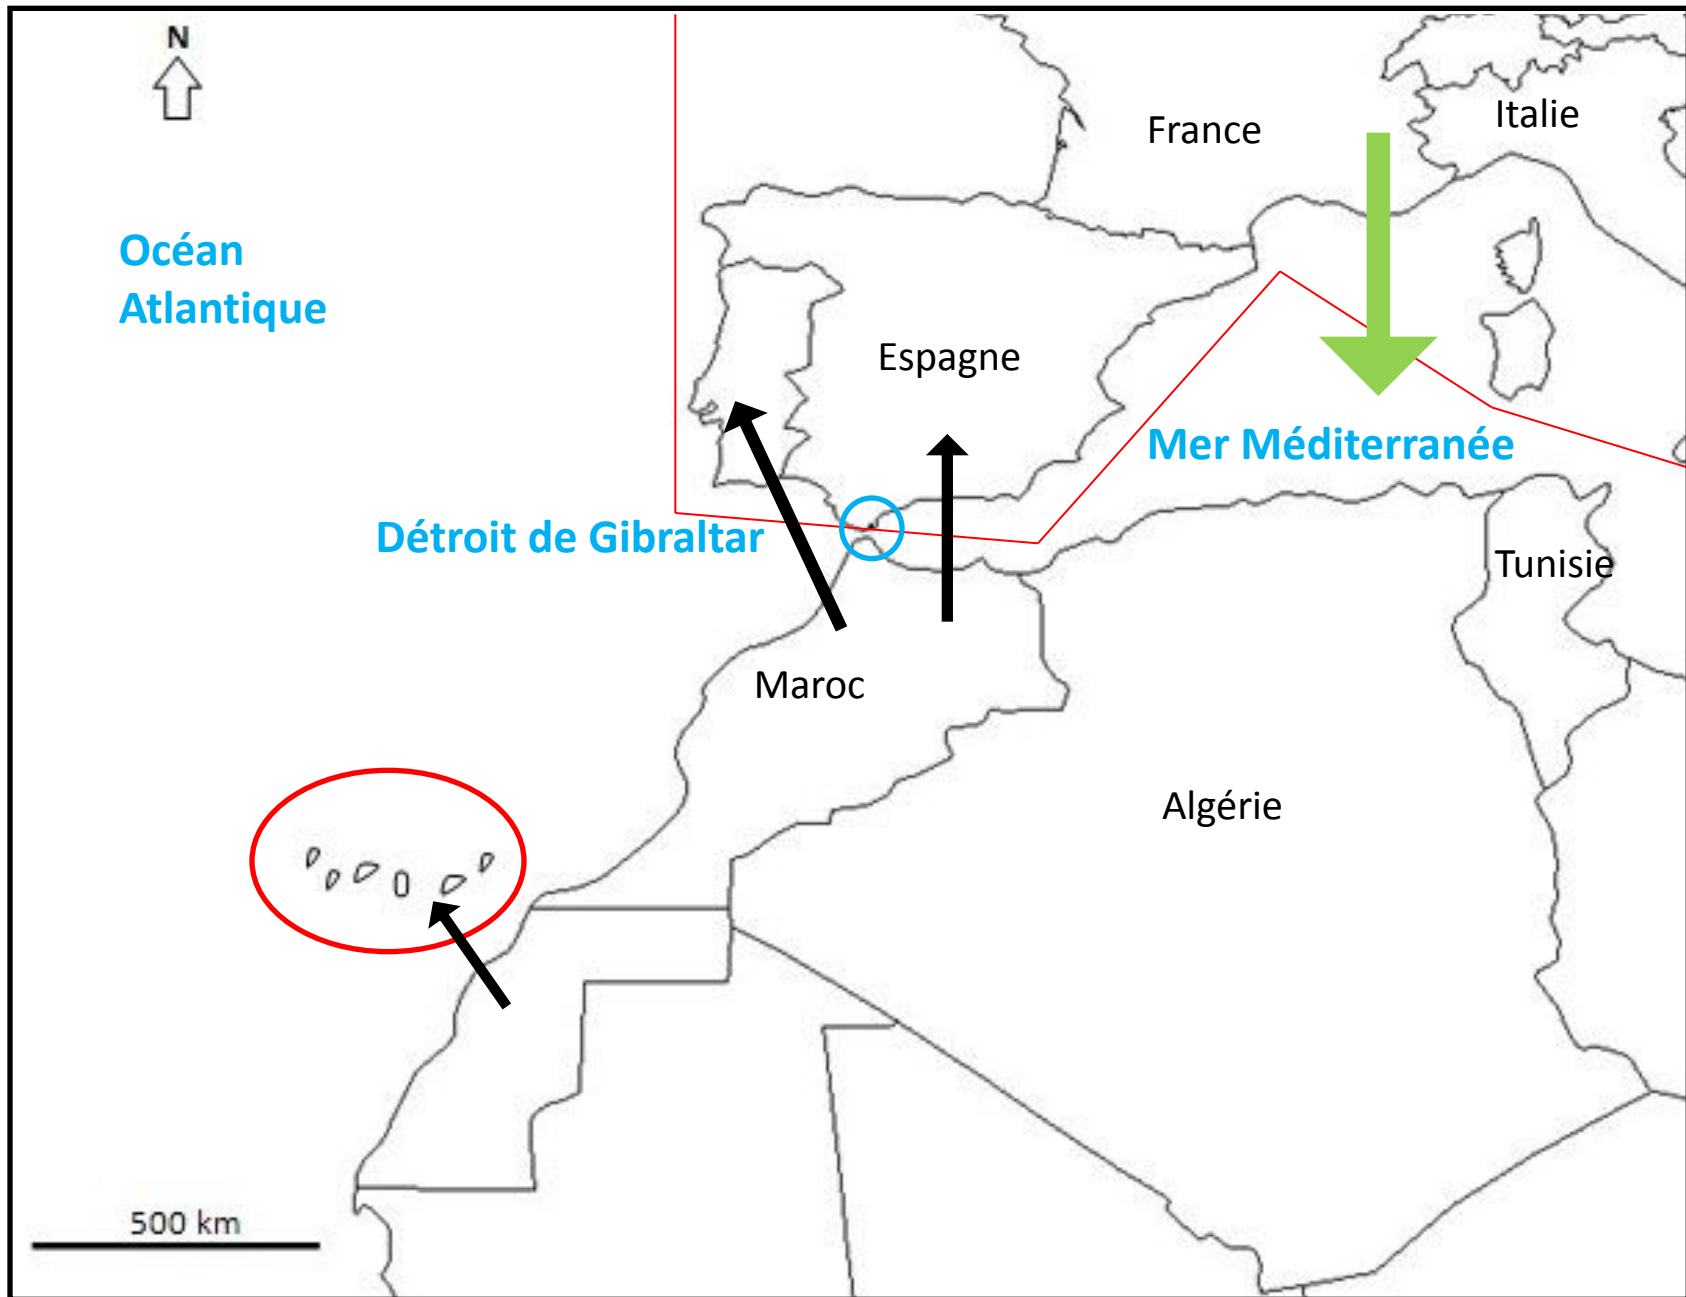 N
France
Italie
Océan
Atlantique
Espagne
Mer Méditerranée
Détroit de Gibraltar
Tunisie
Maroc
Algérie
500 km